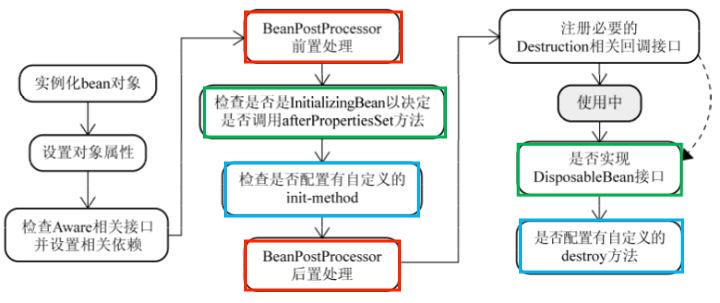 实例化bean对象
设置对象属性
检查Aware相关接口
并设置相关依赖
BeanPostProcessor
前置处理
检查是否是InitializingBean以决定
是否调用afterPropertiesSet方法
检查是否配置有自定义的
init-method
BeanPostProcessor
后置处理
注册必要的
Destruction相关回调接口
使用中
是否实现
DisposableBean接口
是否配置有自定义的
destroy方法